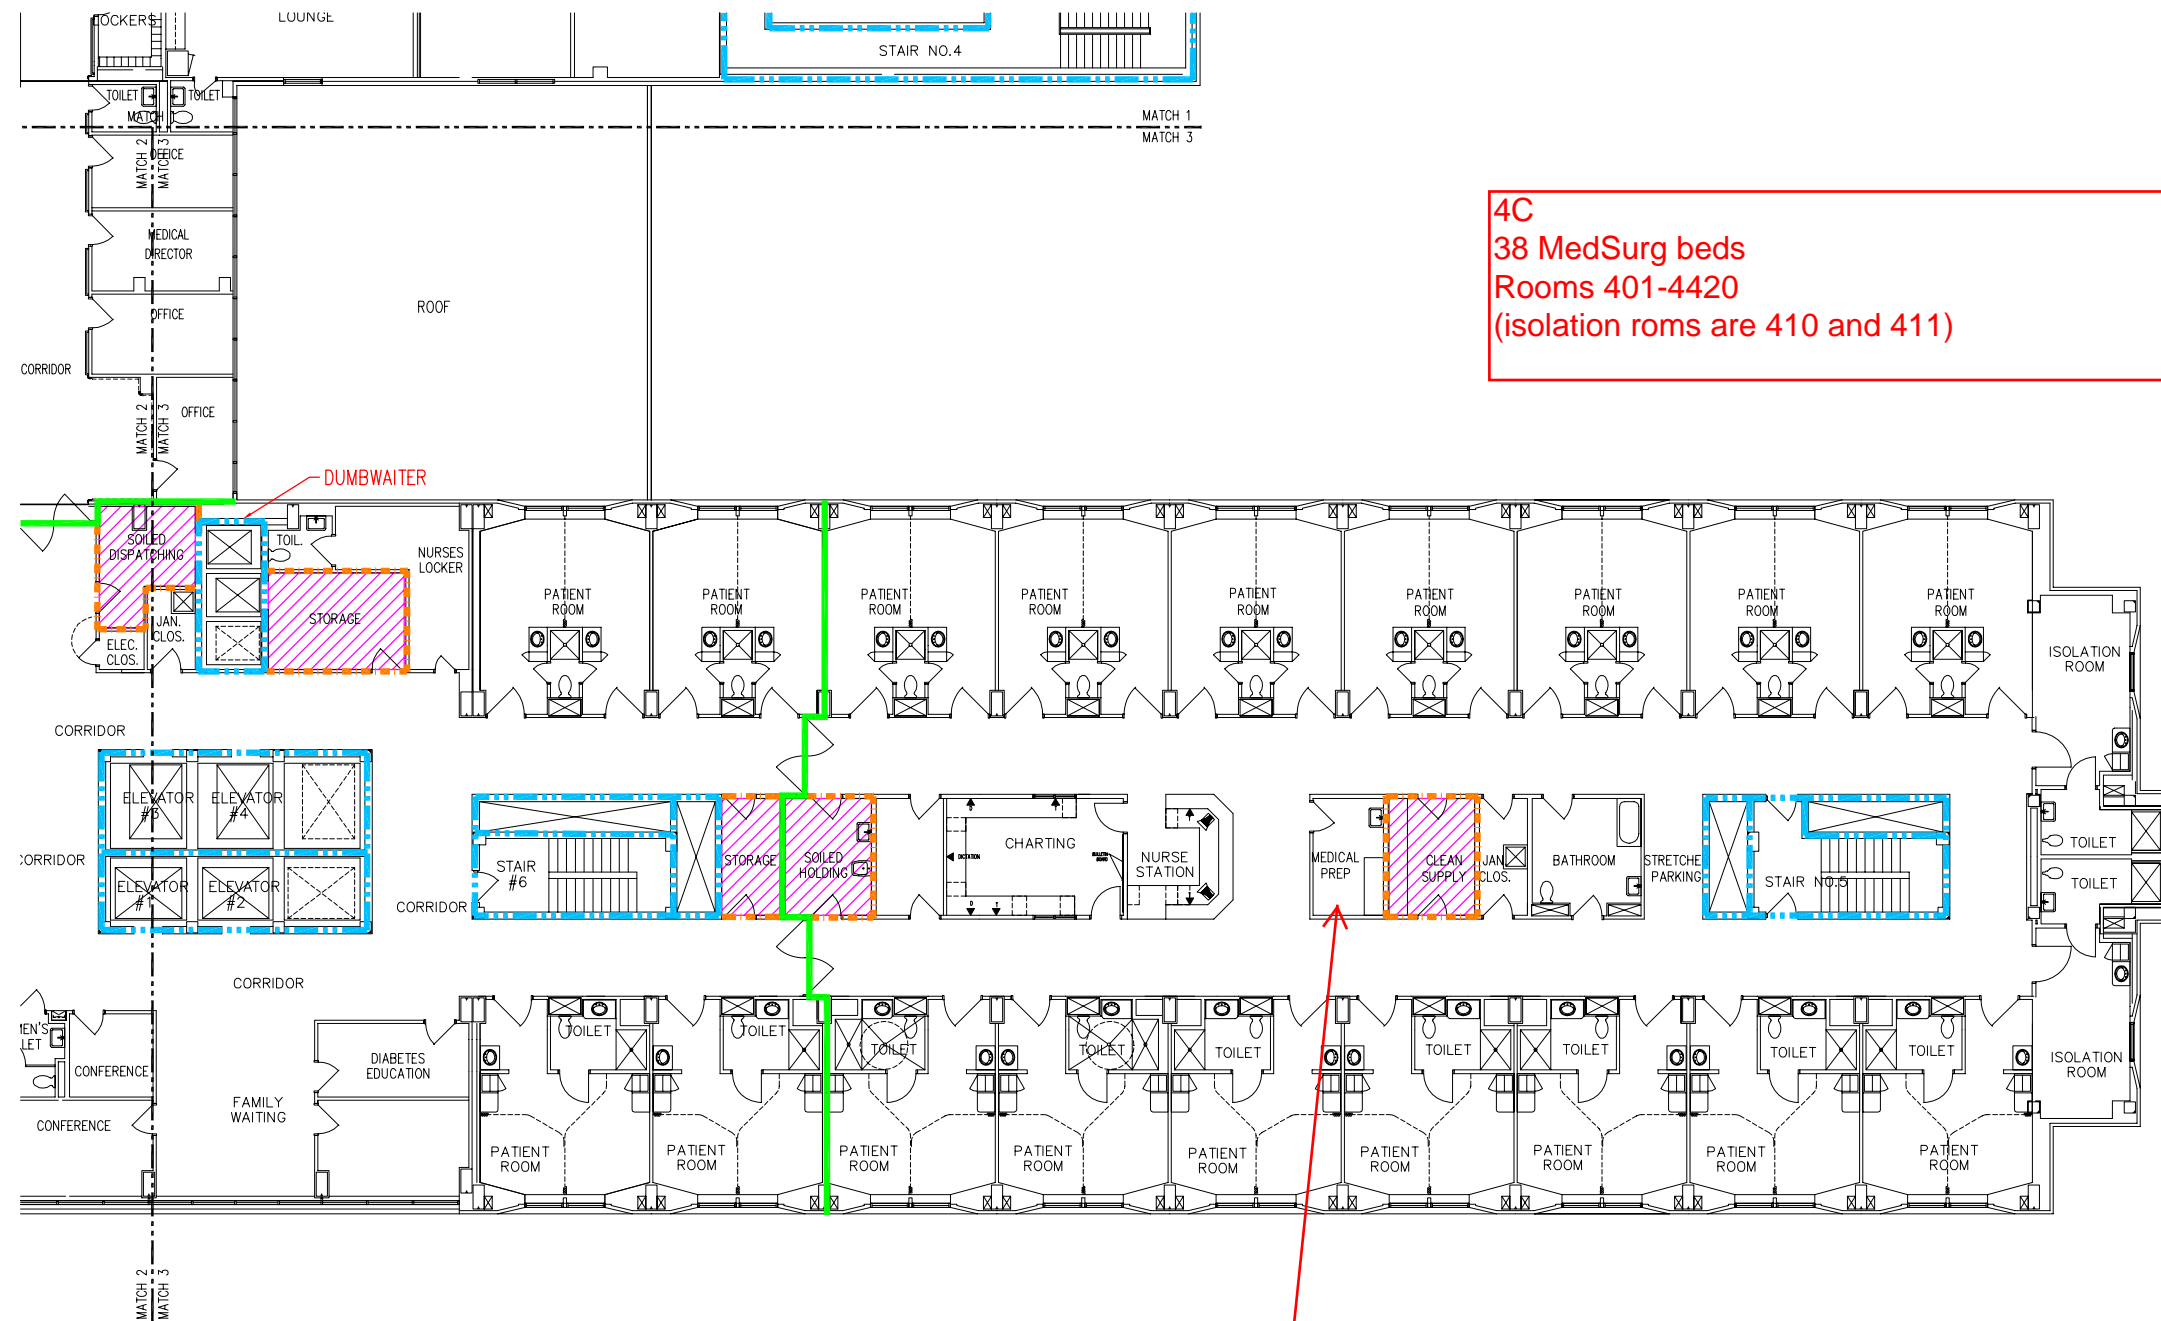 LOCKERS
LOUNGE
STAIR NO.4
TOILET
TOILET
MATCH 1
MATCH 3
MATCH 2
MATCH 3
OFFICE
MEDICAL
DIRECTOR
OFFICE
CORRIDOR
OFFICE
MATCH 2
MATCH 3
ROOF
4C
38 MedSurg beds
Rooms 401-4420
(isolation roms are 410 and 411)
DUMBWAITER
SOILED
DISPATCHING
TOIL.
NURSES
LOCKER
STORAGE
JAN.
CLOS.
ELEC.
CLOS.
PATIENT
ROOM
PATIENT
ROOM
PATIENT
ROOM
PATIENT
ROOM
PATIENT
ROOM
PATIENT
ROOM
PATIENT
ROOM
PATIENT
ROOM
PATIENT
ROOM
ISOLATION
ROOM
CORRIDOR
ELEVATOR
#3
ELEVATOR
#4
CORRIDOR
ELEVATOR
#1
ELEVATOR
#2
CORRIDOR
STAIR
#6
STORAGE
SOILED
HOLDING
DICTATION
CHARTING
BULLETIN
BOARD
NURSE
STATION
MEDICAL
PREP
CLEAN
SUPPLY
JAN.
CLOS.
BATHROOM
STRETCHE
PARKING
STAIR NO.5
TOILET
TOILET
CORRIDOR
MEN'S
LET
CONFERENCE
CONFERENCE
FAMILY
WAITING
DIABETES
EDUCATION
TOILET
TOILET
TOILET
TOILET
TOILET
TOILET
TOILET
TOILET
TOILET
ISOLATION
ROOM
PATIENT
ROOM
PATIENT
ROOM
PATIENT
ROOM
PATIENT
ROOM
PATIENT
ROOM
PATIENT
ROOM
PATIENT
ROOM
PATIENT
ROOM
PATIENT
ROOM
MATCH 2
MATCH 3